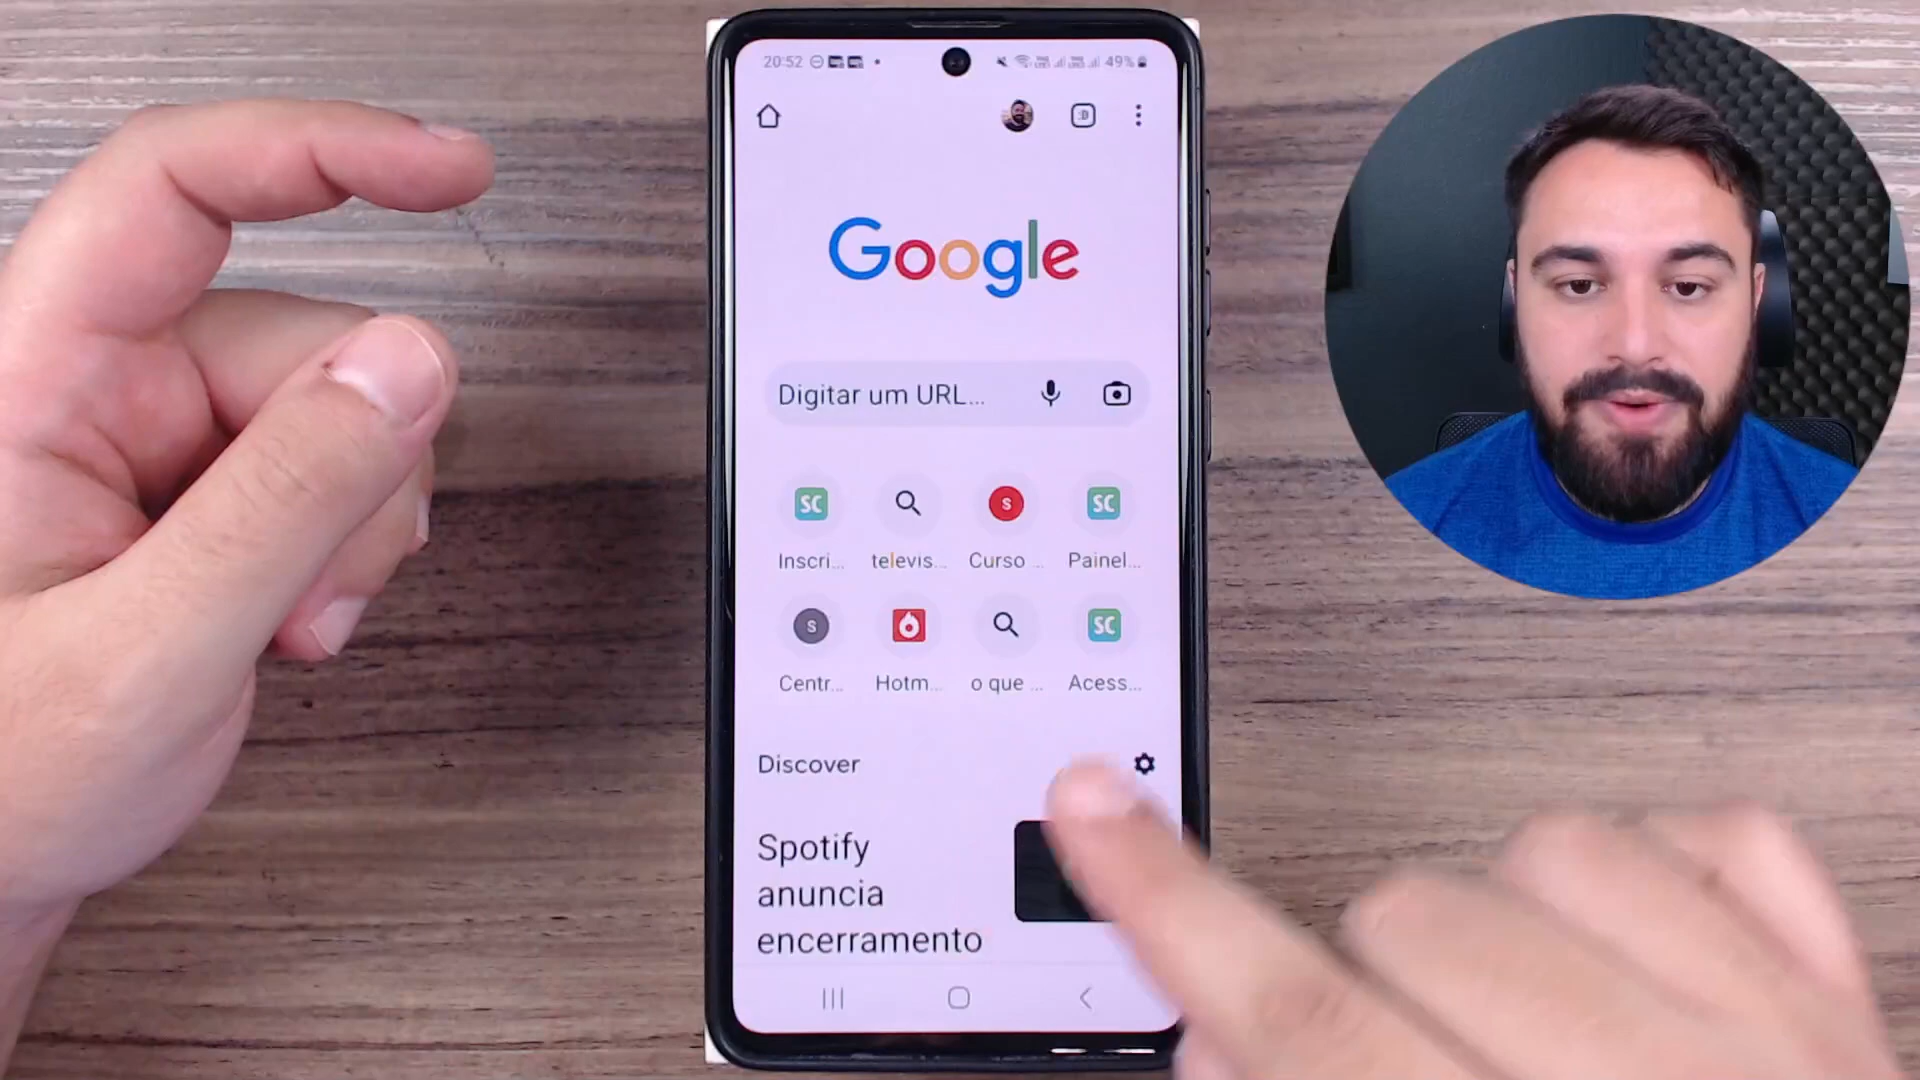 20:52
49%
:D
Google
Digitar um URL...
SC
S
SC
Inscri...
televis...
Curso ...
Painel...
S
SC
Centr...
Hotm...
o que ...
Acess...
Discover
Spotify
anuncia
encerramento